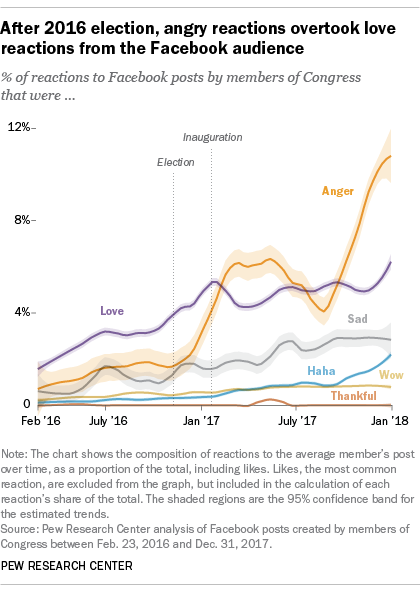 After 2016 election, angry reactions overtook love
reactions from the Facebook audience
% of reactions to Facebook posts by members of Congress
that were ...
12%
Inauguration
Election
Anger
8%
Love
4%
Sad
Haha
Wow
Thankful
0
Feb '16
July '16
Jan '17
July '17
Jan '18
Note: The chart shows the composition of reactions to the average member's post
over time, as a proportion of the total, including likes. Likes, the most common
reaction, are excluded from the graph, but included in the calculation of each
reaction's share of the total. The shaded regions are the 95% confidence band for
the estimated trends.
Source: Pew Research Center analysis of Facebook posts created by members of
Congress between Feb. 23, 2016 and Dec. 31, 2017.
PEW RESEARCH CENTER